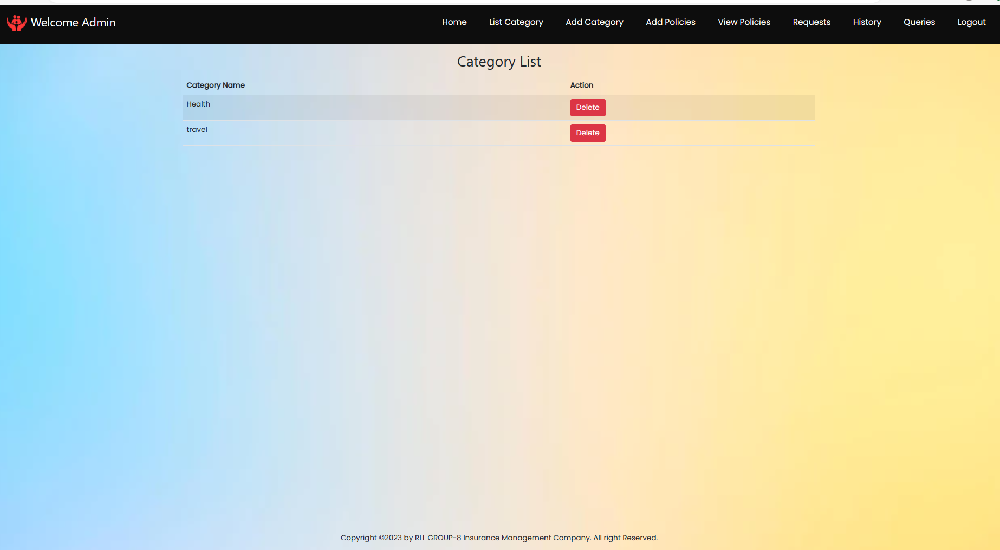 Welcome Admin Home List Category Add Category Add Policies View Policies Requests History Queries Logout
Category List
Category Name Action
Health Delete
travel Delete
Copyright ©2023 by RLL GROUP-8 Insurance Management Company. All right Reserved.